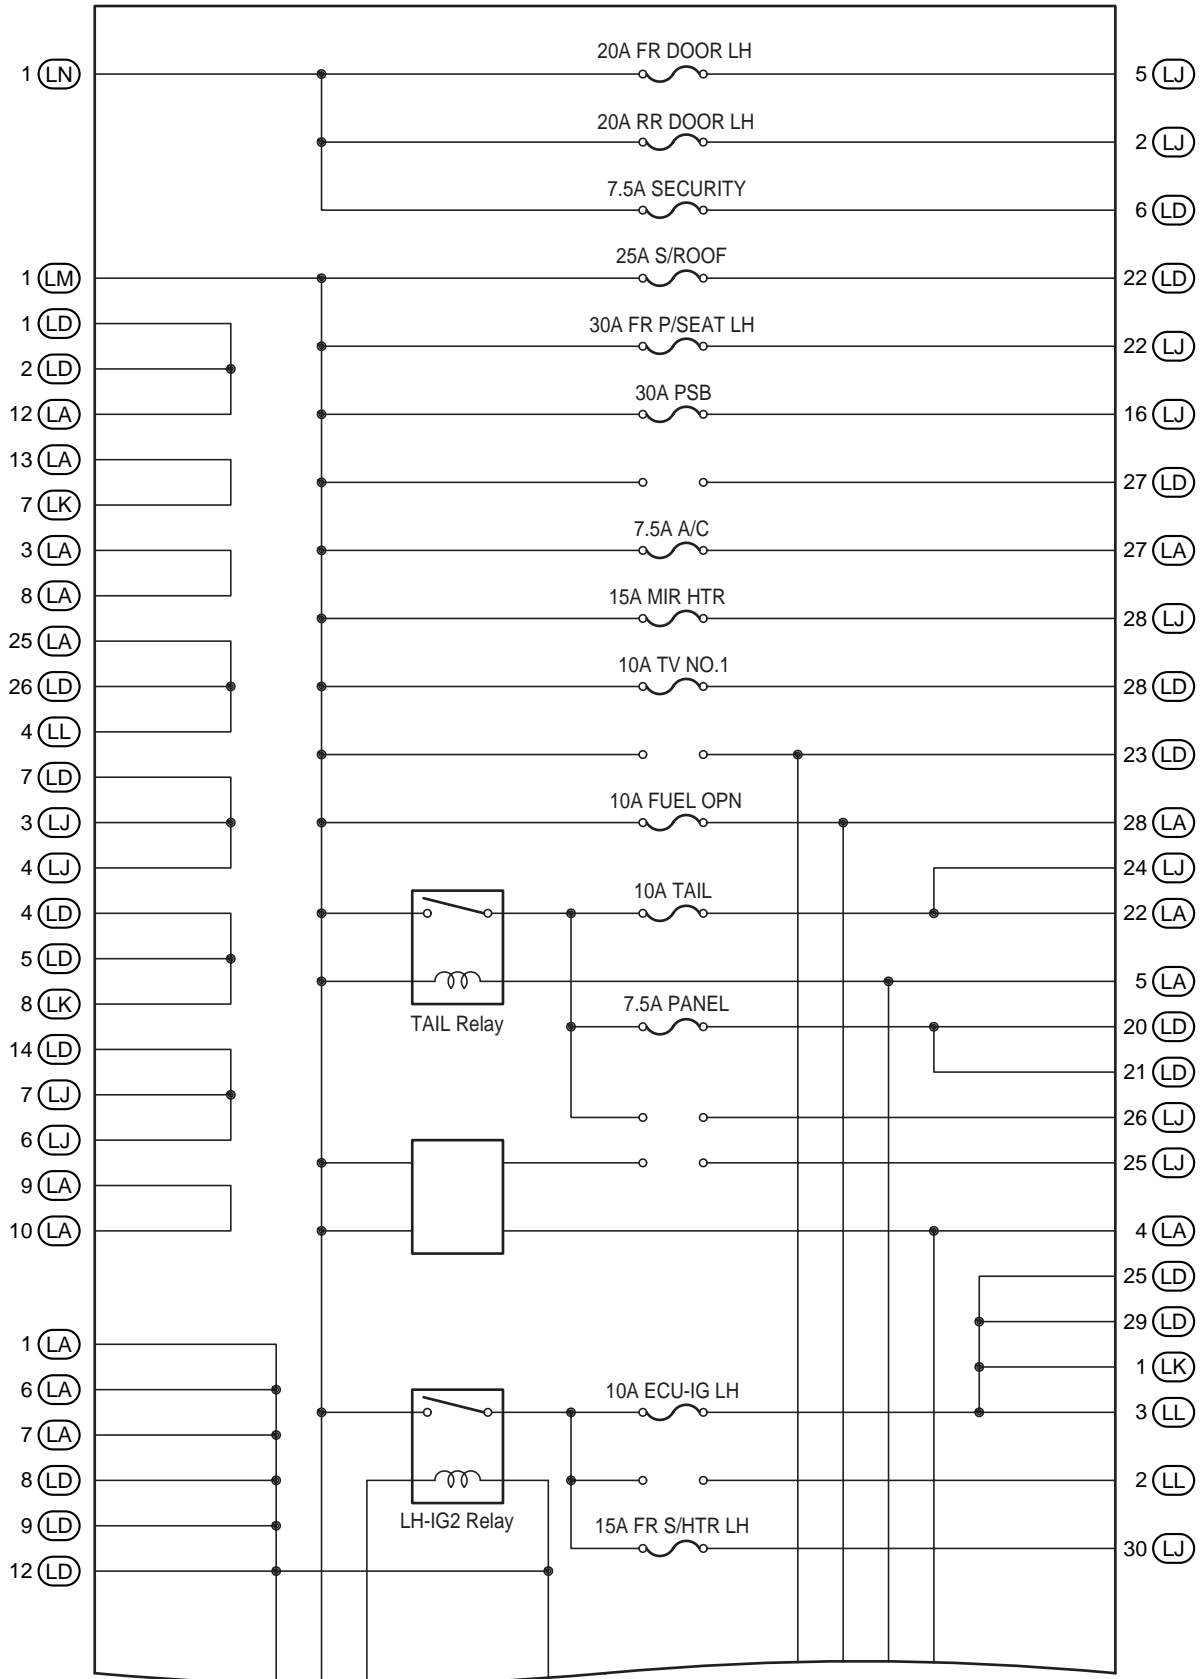 20A FR DOOR LH
1 LN 5 LJ
20A RR DOOR LH
2 LJ
7.5A SECURITY
6 LD
25A S/ROOF
1 LM 22 LD
1 LD
30A FR P/SEAT LH
22 LJ
2 LD
30A PSB
12 LA 16 LJ
13 LA
27 LD
7 LK
7.5A A/C
3 LA 27 LA
8 LA
15A MIR HTR
28 LJ
25 LA
10A TV NO.1
26 LD 28 LD
4 LL
23 LD
7 LD
10A FUEL OPN
3 LJ 28 LA
4 LJ 24 LJ
10A TAIL
4 LD 22 LA
5 LD
5 LA
8 LK
7.5A PANEL
TAIL Relay
20 LD
14 LD
21 LD
7 LJ
26 LJ
6 LJ
25 LJ
9 LA
10 LA 4 LA
25 LD
29 LD
1 LA
1 LK
6 LA
10A ECU-IG LH
3 LL
7 LA
8 LD 2 LL
LH-IG2 Relay
15A FR S/HTR LH
9 LD
30 LJ
12 LD